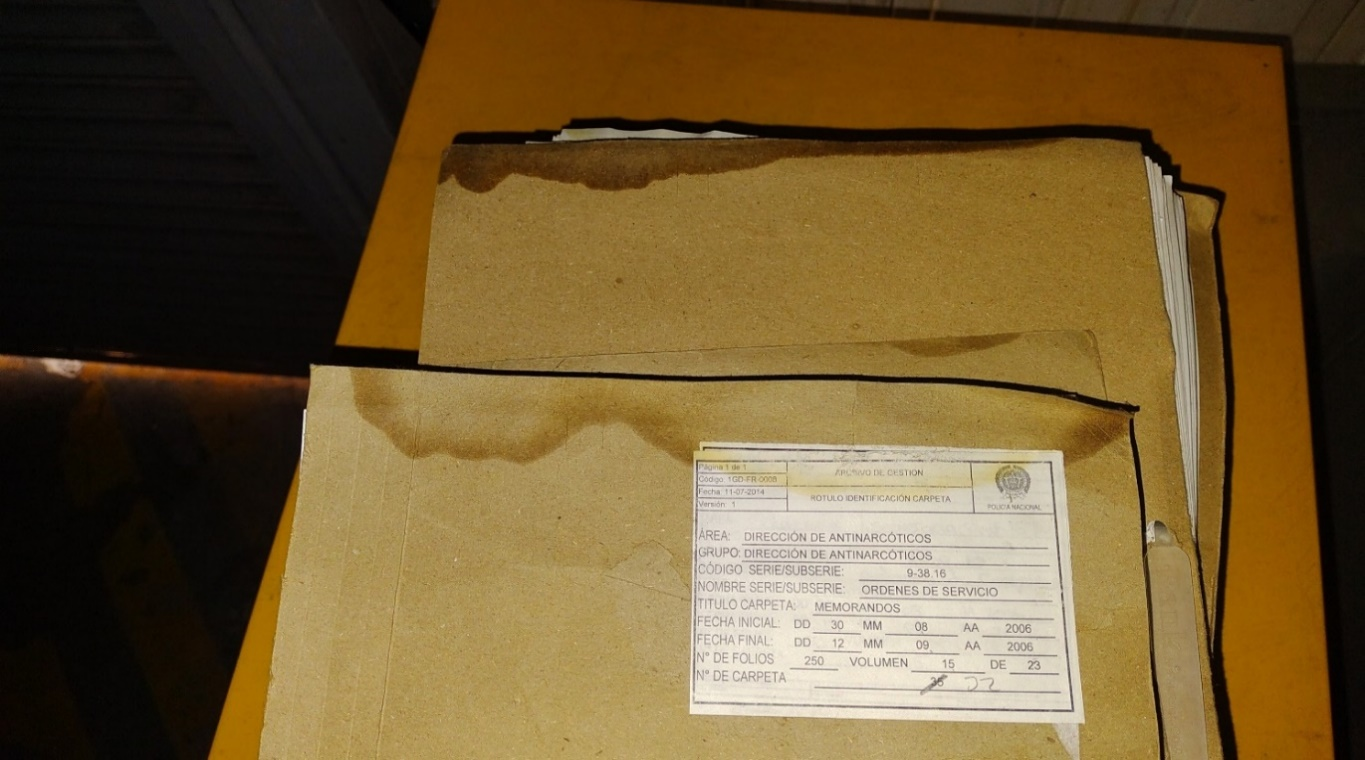 Página 1 de 1
Código: 1GD-FR-0008
Fecha: 11-07-2014
Versión: 1
ARCHIVO DE GESTION
ROTULO IDENTIFICACIÓN CARPETA
POLICÍA NACIONAL
ÁREA: DIRECCIÓN DE ANTINARCÓTICOS
GRUPO: DIRECCIÓN DE ANTINARCÓTICOS
CÓDIGO SERIE/SUBSERIE: 9-38.16
NOMBRE SERIE/SUBSERIE: ORDENES DE SERVICIO
TITULO CARPETA: MEMORANDOS
FECHA INICIAL: DD 30 MM 08 AA 2006
FECHA FINAL: DD 12 MM 09 AA 2006
N° DE FOLIOS 250 VOLUMEN 15 DE 23
N° DE CARPETA